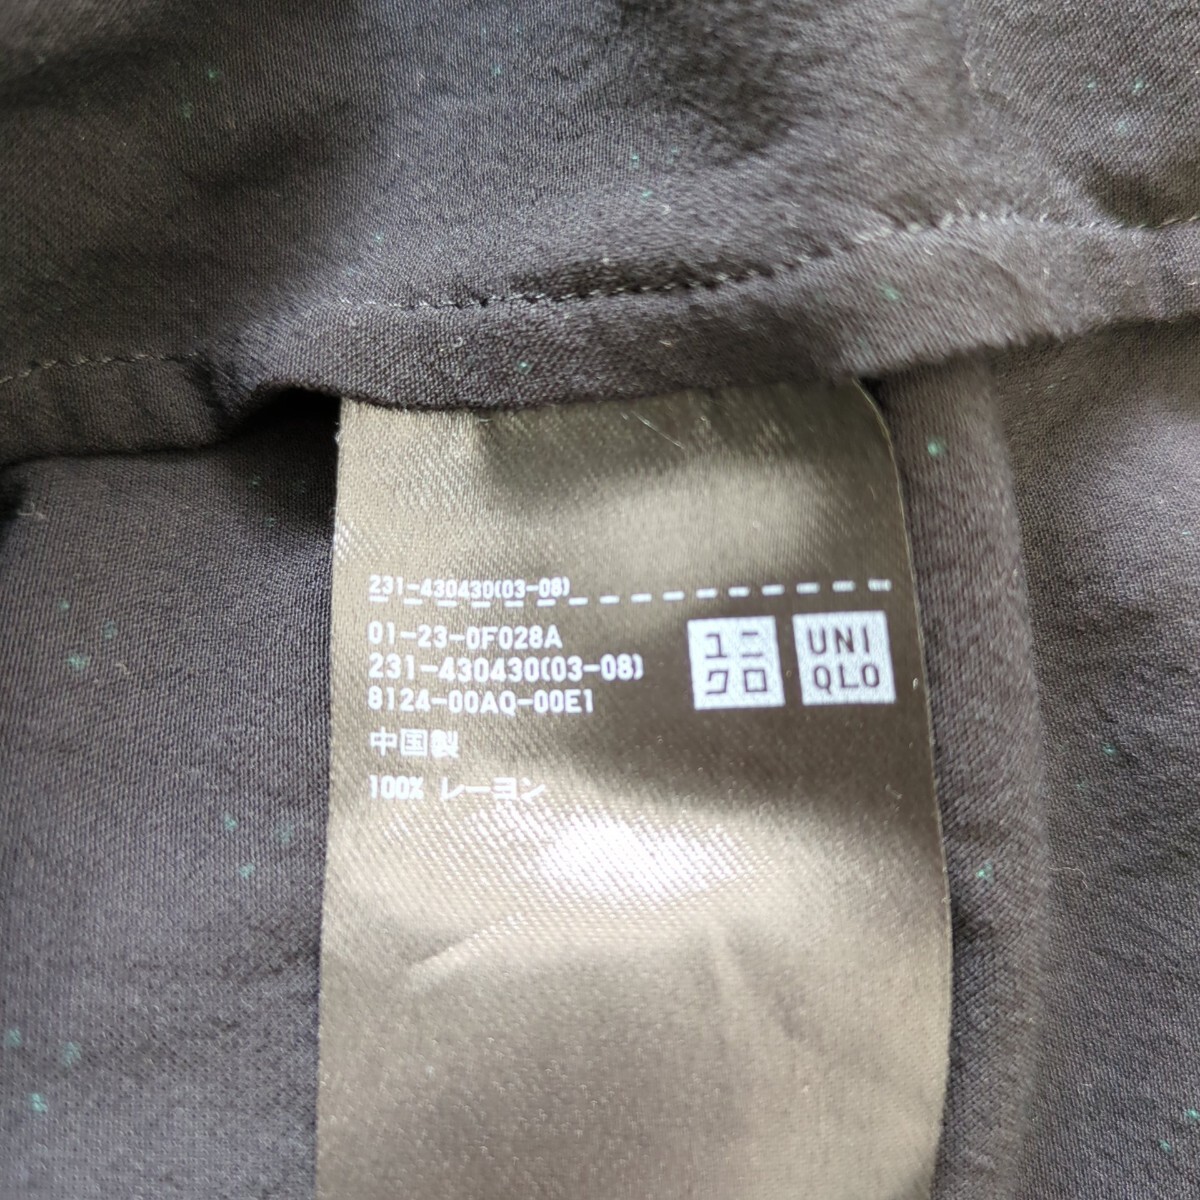 231-430430(03-08)
01-23-0F028A
231-430430(03-08)
8124-00AQ-00E1
中国製
100% レーヨン
ユニ
クロ
UNI
QLO